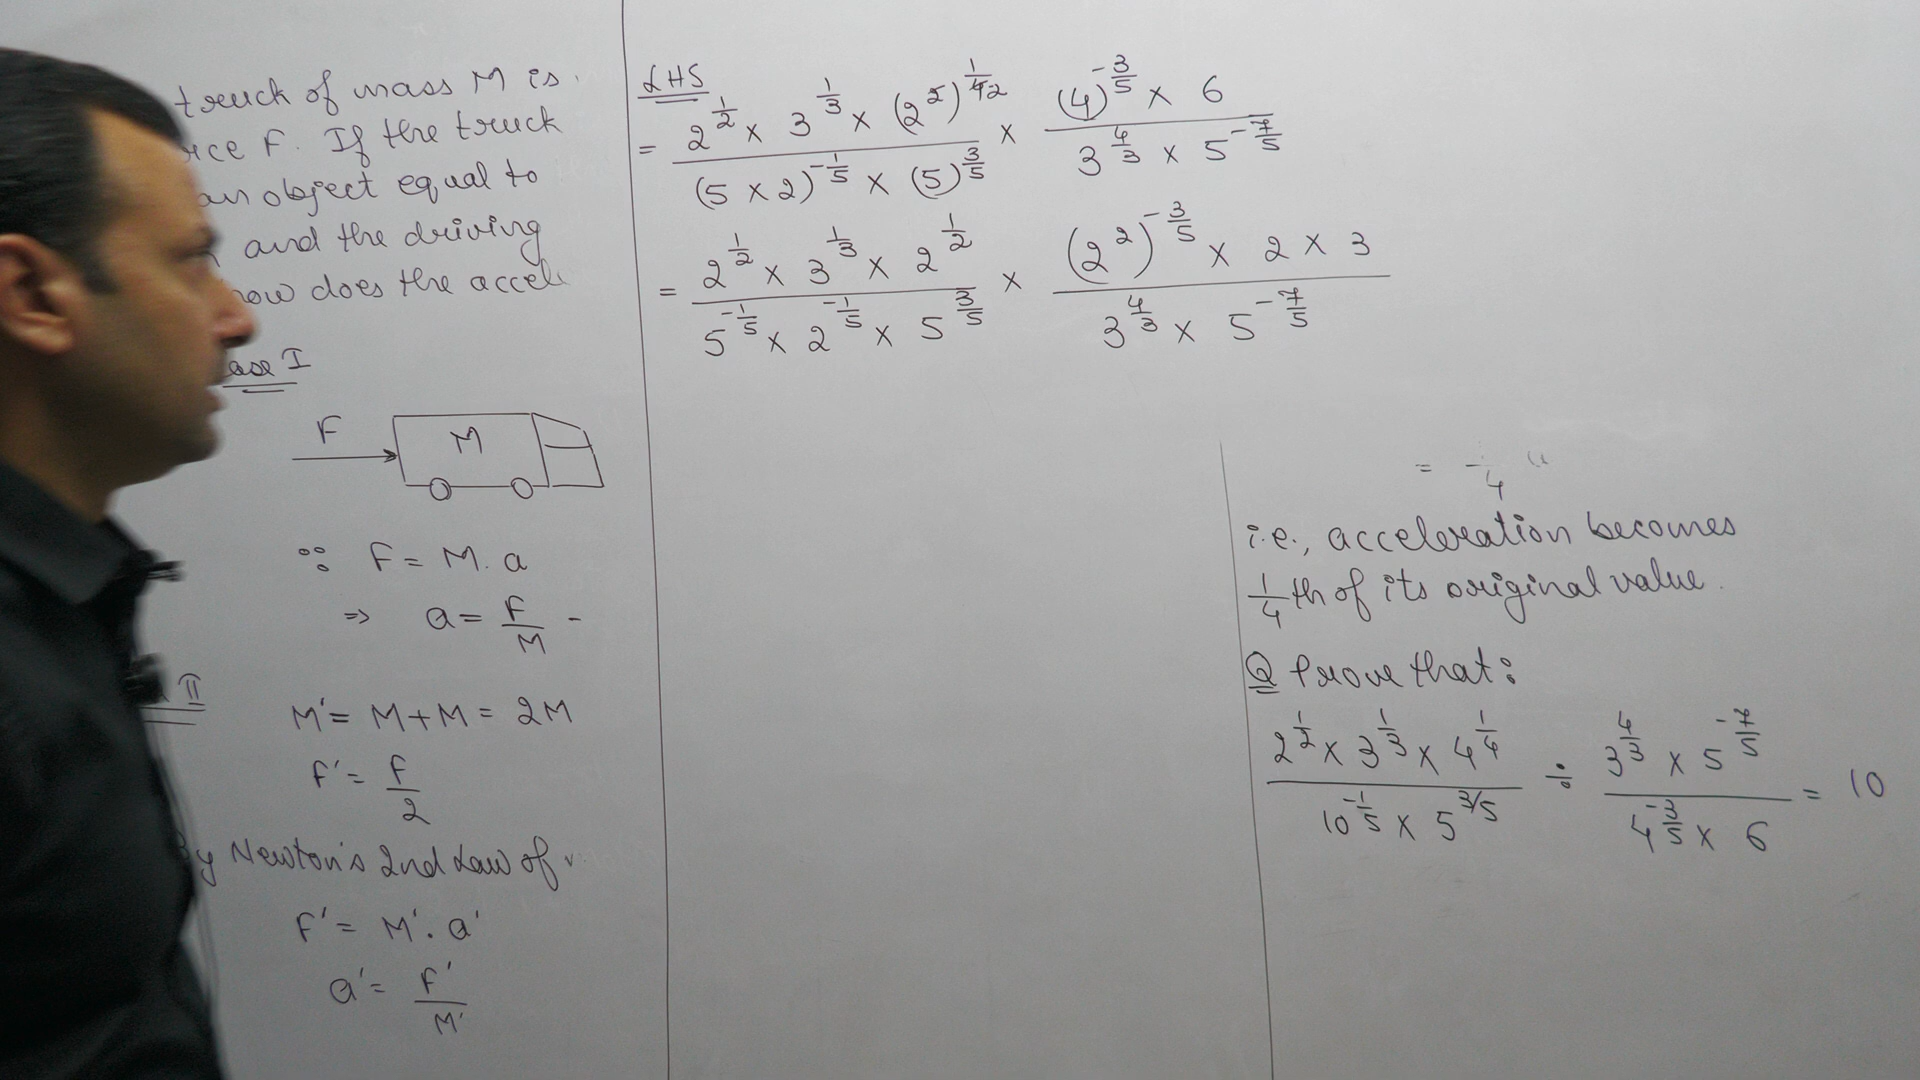 truck of mass M is
rce F. If the truck
an object equal to
and the driving
how does the accel
ase I
F
M
∵ F = M. a
⇒ a = F/M -
II
M' = M + M = 2M
F' = F/2
By Newton's 2nd Law of
F' = M'. a'
a' = F'/M'
LHS
= (2^(1/2) × 3^(1/3) × (2^2)^(1/4 2)) / ((5 × 2)^(-1/5) × (5)^(3/5)) × ((4)^(-3/5) × 6) / (3^(4/3) × 5^(-7/5))
= (2^(1/2) × 3^(1/3) × 2^(1/2)) / (5^(-1/5) × 2^(-1/5) × 5^(3/5)) × ((2^2)^(-3/5) × 2 × 3) / (3^(4/3) × 5^(-7/5))
i.e., acceleration becomes
1/4 th of its original value.
Q Prove that:
(2^(1/2) × 3^(1/3) × 4^(1/4)) / (10^(-1/5) × 5^(3/5)) ÷ (3^(4/3) × 5^(-7/5)) / (4^(-3/5) × 6) = 10